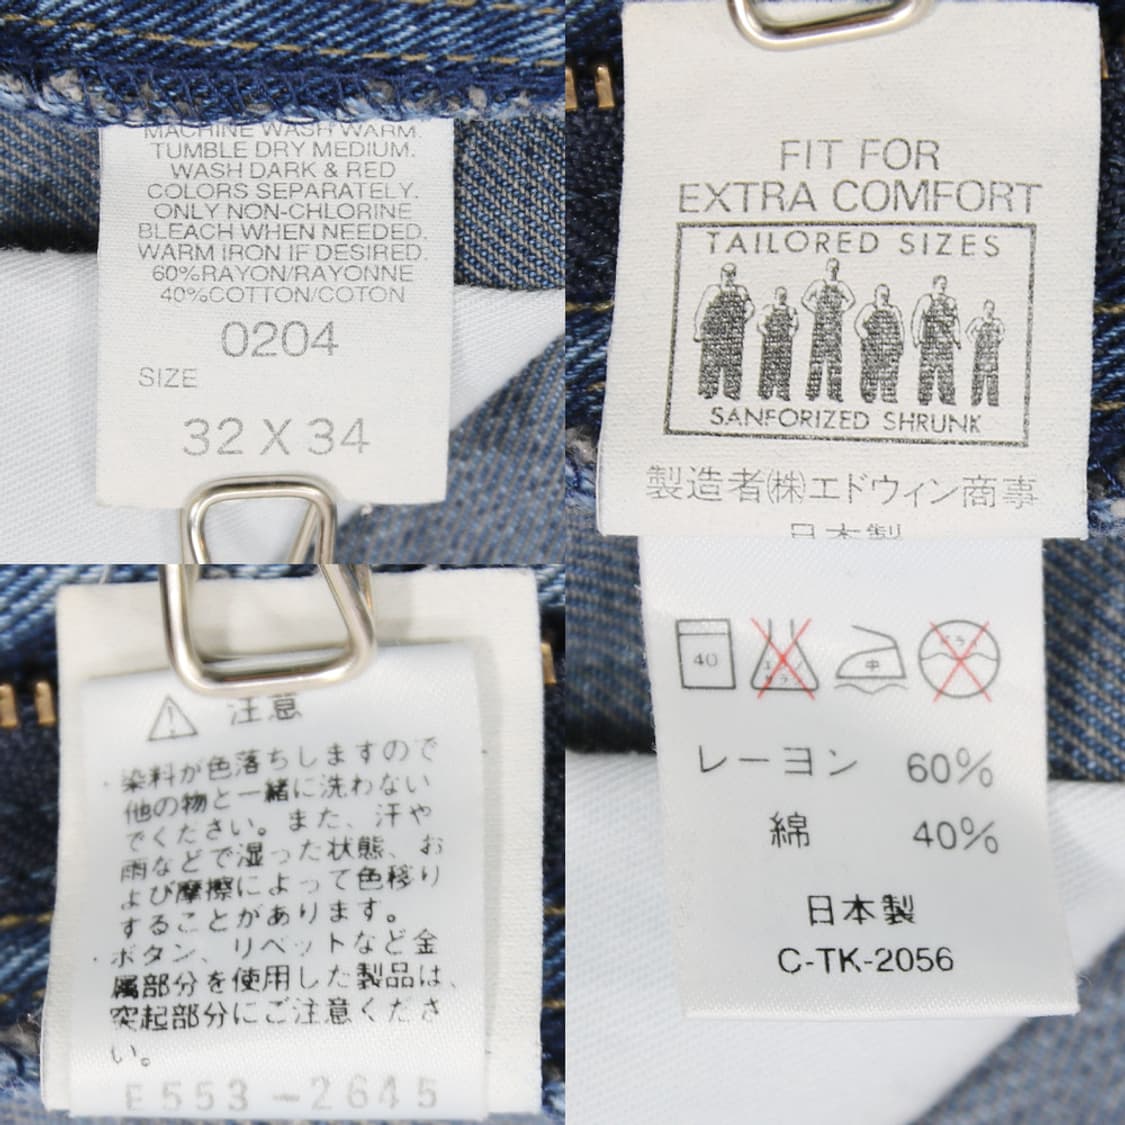 MACHINE WASH WARM.
TUMBLE DRY MEDIUM.
WASH DARK & RED
COLORS SEPARATELY.
ONLY NON-CHLORINE
BLEACH WHEN NEEDED.
WARM IRON IF DESIRED.
60%RAYON/RAYONNE
40%COTTON/COTON
0204
SIZE
32 X 34
FIT FOR
EXTRA COMFORT
TAILORED SIZES
SANFORIZED SHRUNK
製造者㈱エドウィン商事
日本製
注意
・染料が色落ちしますので
他の物と一緒に洗わない
でください。また、汗や
雨などで湿った状態、お
よび摩擦によって色移り
することがあります。
・ボタン、リベットなど金
属部分を使用した製品は、
突起部分にご注意くださ
い。
E553-2645
40
中
レーヨン 60%
綿 40%
日本製
C-TK-2056